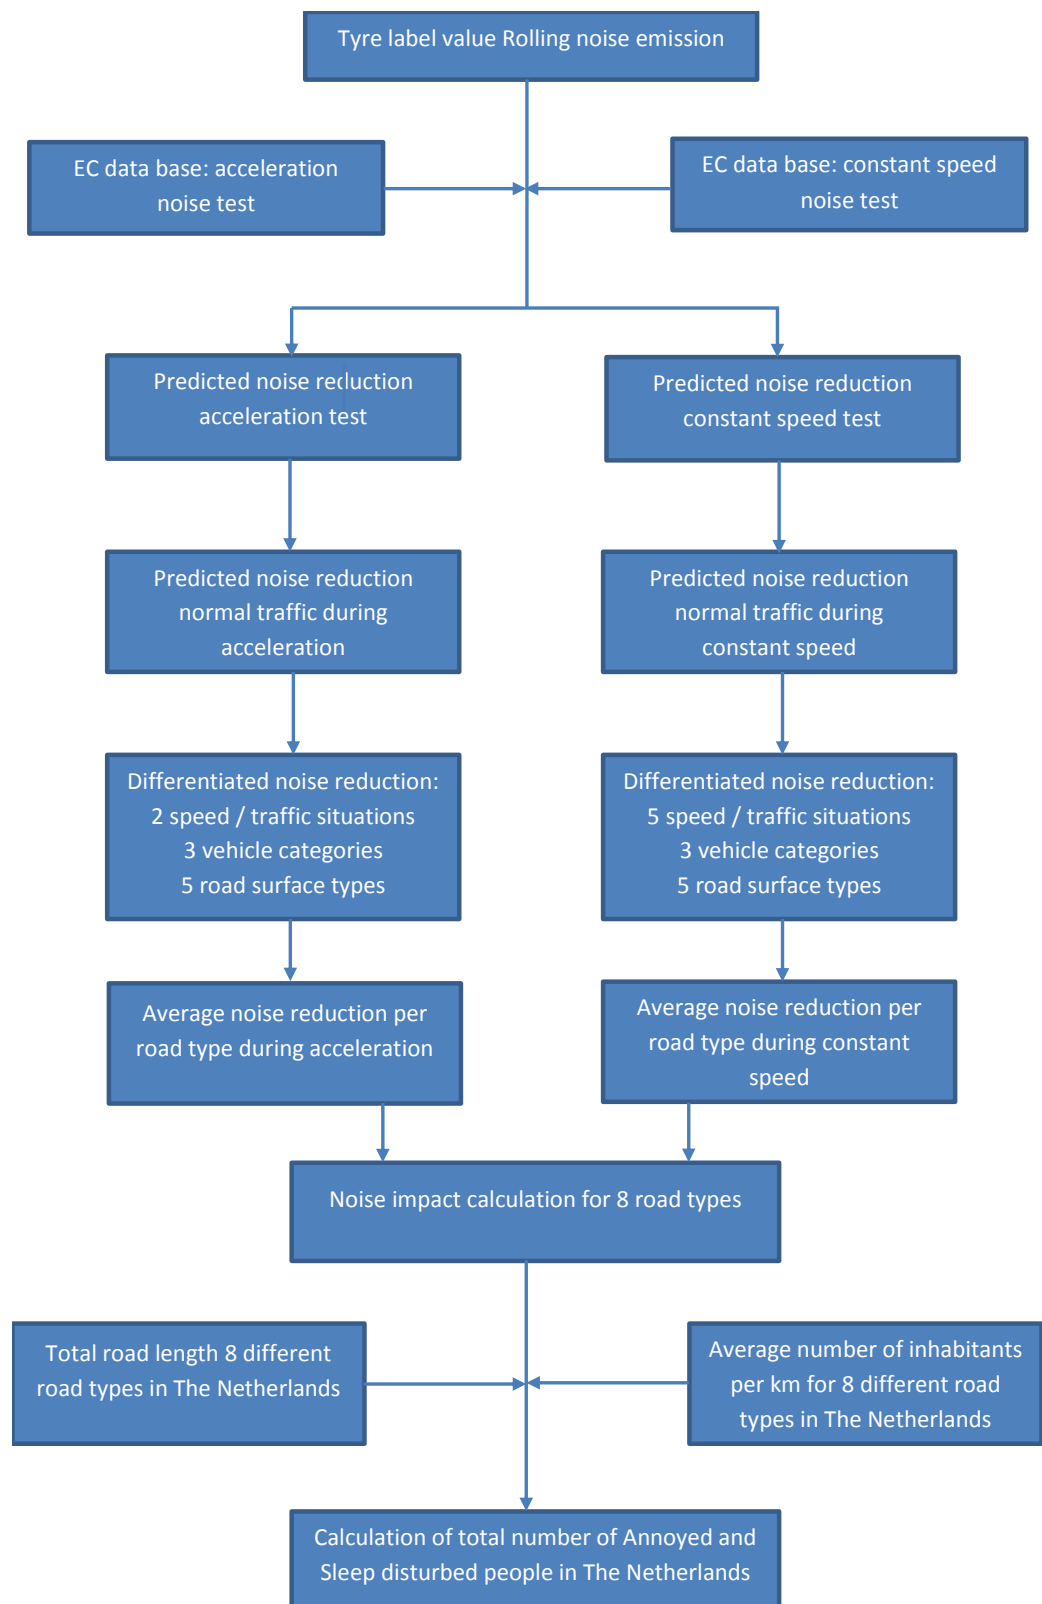 Tyre label value Rolling noise emission
EC data base: acceleration
noise test
EC data base: constant speed
noise test
Predicted noise reduction
acceleration test
Predicted noise reduction
constant speed test
Predicted noise reduction
normal traffic during
acceleration
Predicted noise reduction
normal traffic during
constant speed
Differentiated noise reduction:
2 speed / traffic situations
3 vehicle categories
5 road surface types
Differentiated noise reduction:
5 speed / traffic situations
3 vehicle categories
5 road surface types
Average noise reduction per
road type during acceleration
Average noise reduction per
road type during constant
speed
Noise impact calculation for 8 road types
Total road length 8 different
road types in The Netherlands
Average number of inhabitants
per km for 8 different road
types in The Netherlands
Calculation of total number of Annoyed and
Sleep disturbed people in The Netherlands